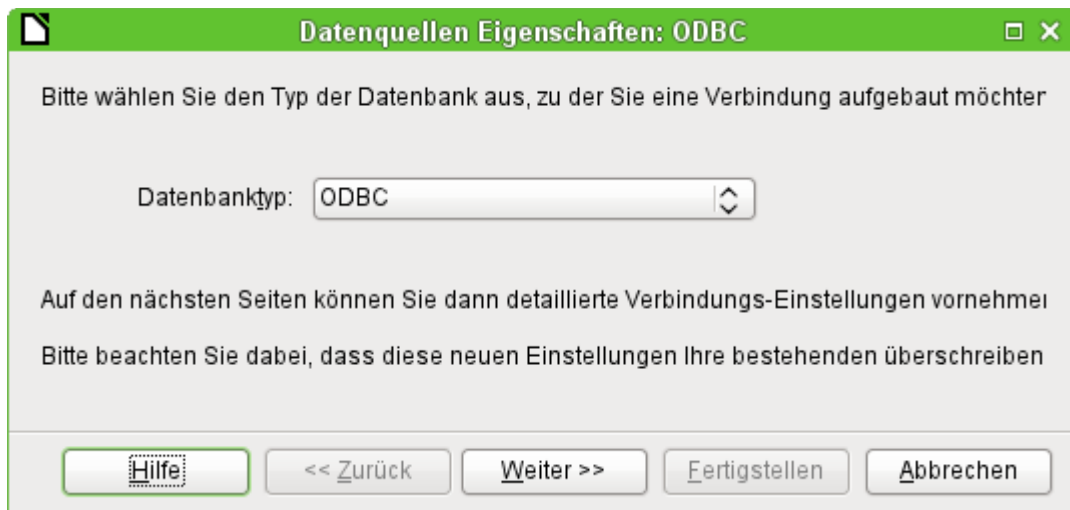 Datenquellen Eigenschaften: ODBC
Bitte wählen Sie den Typ der Datenbank aus, zu der Sie eine Verbindung aufgebaut möchter
Datenbanktyp: ODBC
Auf den nächsten Seiten können Sie dann detaillierte Verbindungs-Einstellungen vornehmer
Bitte beachten Sie dabei, dass diese neuen Einstellungen Ihre bestehenden überschreiben
Hilfe << Zurück Weiter >> Fertigstellen Abbrechen